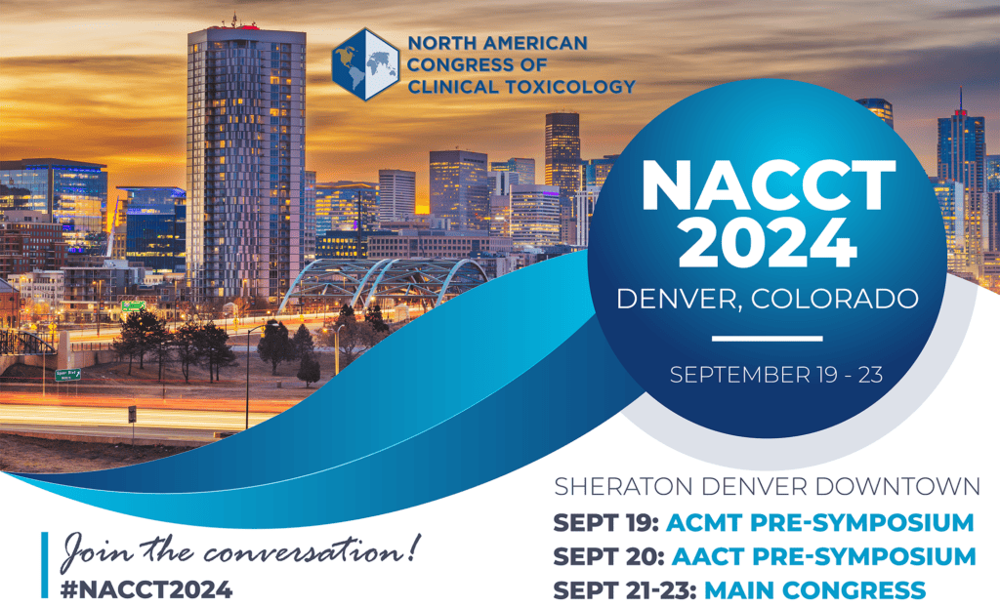 NORTH AMERICAN
CONGRESS OF
CLINICAL TOXICOLOGY
NACCT
2024
DENVER, COLORADO
SEPTEMBER 19 - 23
SHERATON DENVER DOWNTOWN
SEPT 19: ACMT PRE-SYMPOSIUM
SEPT 20: AACT PRE-SYMPOSIUM
SEPT 21-23: MAIN CONGRESS
Join the conversation!
#NACCT2024